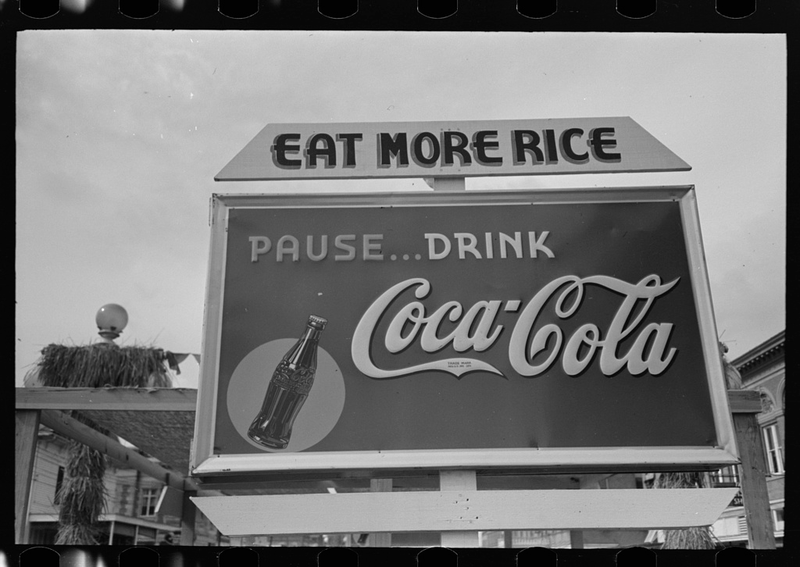 EAT MORE RICE
PAUSE...DRINK
Coca-Cola